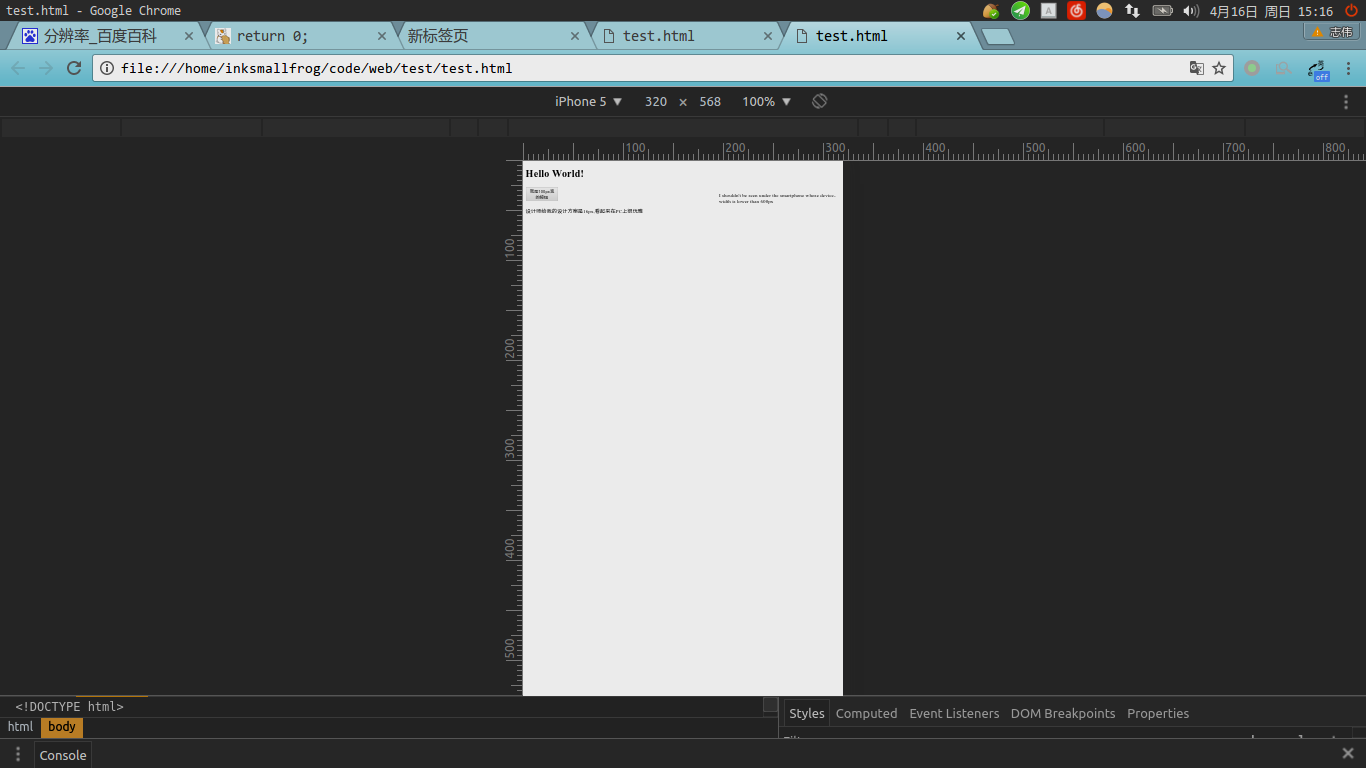 test.html - Google Chrome
4月16日 周日 15:16
分辨率_百度百科
return 0;
新标签页
test.html
test.html
志伟
file:///home/inksmallfrog/code/web/test/test.html
off
iPhone 5 ▼ 320 × 568 100% ▼
100 200 300 400 500 600 700 800
Hello World!
I shouldn't be seen under the smartphone whose device-
width is lower than
100
200
300
400
500
<!DOCTYPE html>
html body
Styles Computed Event Listeners DOM Breakpoints Properties
Console